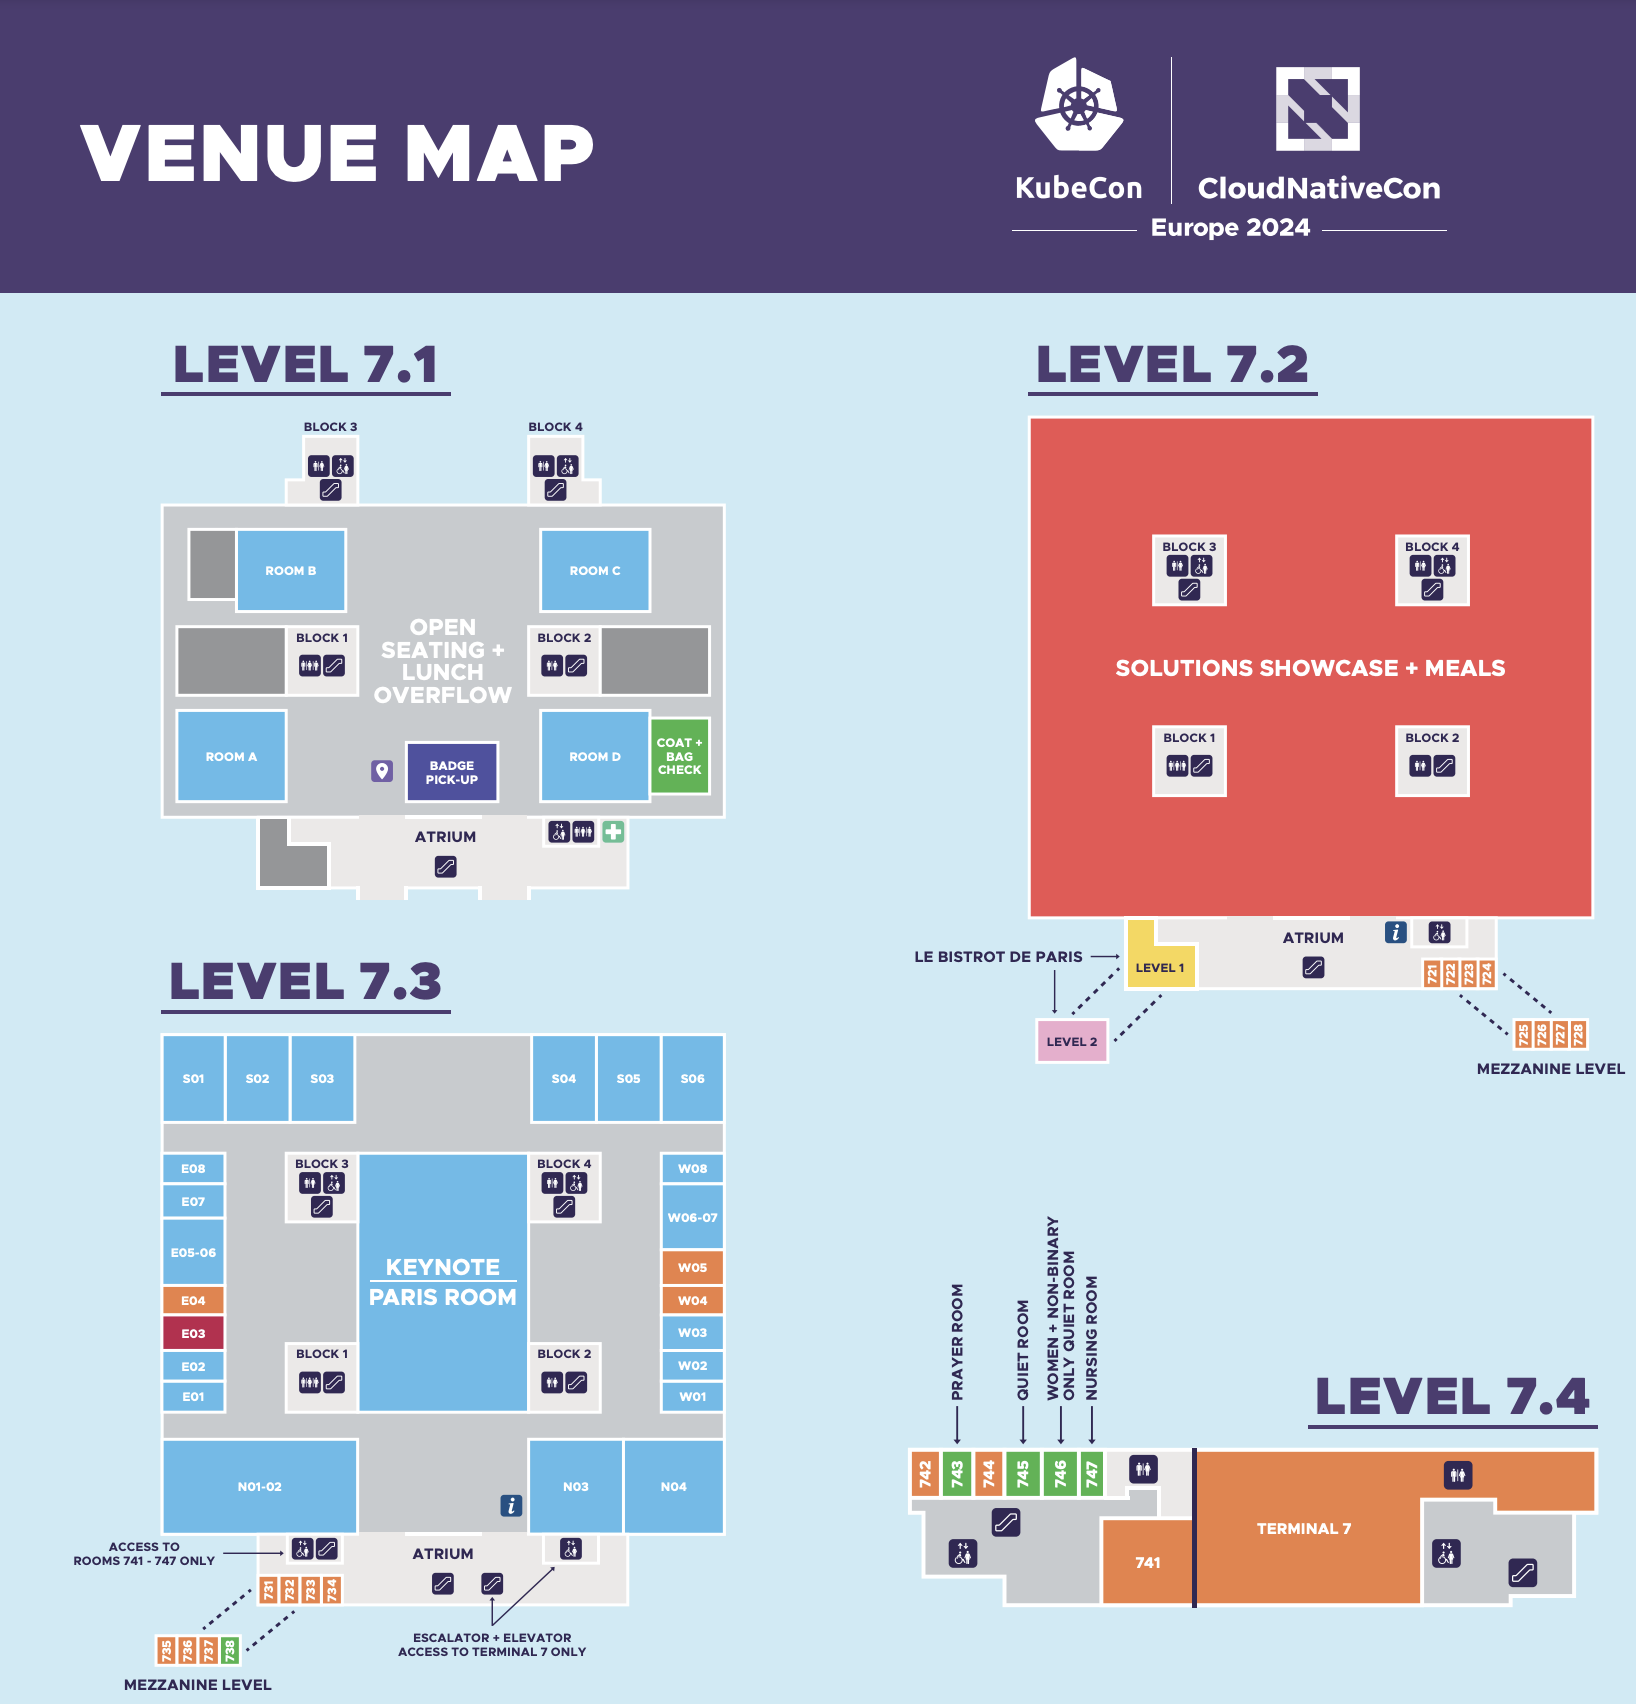 VENUE MAP
KubeCon
CloudNativeCon
Europe 2024
LEVEL 7.1
BLOCK 3
BLOCK 4
ROOM B
ROOM C
OPEN
SEATING +
LUNCH
OVERFLOW
BLOCK 1
BLOCK 2
ROOM A
BADGE
PICK-UP
ROOM D
COAT +
BAG
CHECK
ATRIUM
LEVEL 7.2
BLOCK 3
BLOCK 4
SOLUTIONS SHOWCASE + MEALS
BLOCK 1
BLOCK 2
ATRIUM
i
LE BISTROT DE PARIS
LEVEL 1
721
722
723
724
LEVEL 2
725
726
727
728
MEZZANINE LEVEL
LEVEL 7.3
S01
S02
S03
S04
S05
S06
E08
E07
E05-06
E04
E03
E02
E01
BLOCK 3
BLOCK 4
KEYNOTE
PARIS ROOM
BLOCK 1
BLOCK 2
W08
W06-07
W05
W04
W03
W02
W01
N01-02
i
N03
N04
ACCESS TO
ROOMS 741 - 747 ONLY
ATRIUM
731
732
733
734
735
736
737
738
MEZZANINE LEVEL
ESCALATOR + ELEVATOR
ACCESS TO TERMINAL 7 ONLY
LEVEL 7.4
PRAYER ROOM
QUIET ROOM
WOMEN + NON-BINARY
ONLY QUIET ROOM
NURSING ROOM
742
743
744
745
746
747
741
TERMINAL 7